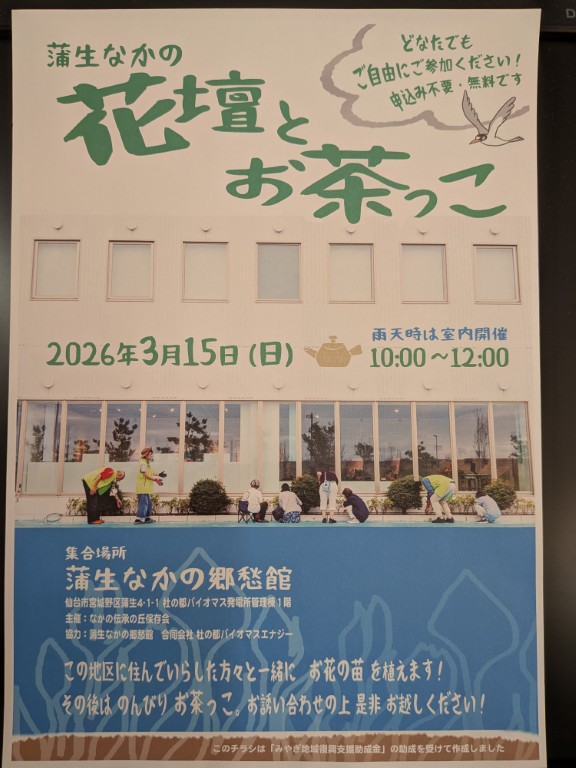 蒲生なかの
花壇と
お茶っこ
どなたでも
ご自由にご参加ください！
申込み不要・無料です
2026年3月15日(日)
雨天時は室内開催
10:00〜12:00
集合場所
蒲生なかの郷愁館
仙台市宮城野区蒲生4-1-1 杜の都バイオマス発電所管理棟1階
主催：なかの伝承の丘保存会
協力：蒲生なかの郷愁館　合同会社 杜の都バイオマスエナジー
この地区に住んでいらした方々と一緒に　お花の苗 を植えます！
その後は のんびり お茶っこ。お誘い合わせの上 是非 お越しください！
このチラシは「みやぎ地域復興支援助成金」の助成を受けて作成しました